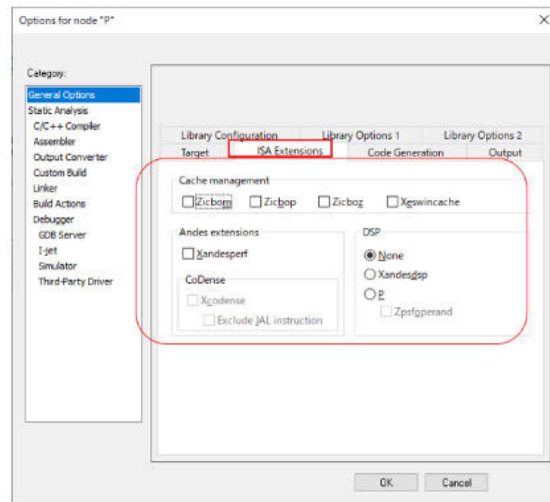 Options for node "P"
Category:
General Options
Static Analysis
C/C++ Compiler
Assembler
Output Converter
Custom Build
Linker
Build Actions
Debugger
GDB Server
I-jet
Simulator
Third-Party Driver
Library Configuration Library Options 1 Library Options 2
Target ISA Extensions Code Generation Output
Cache management
Zicbom Zicbop Zicboz Xeswincache
Andes extensions
Xandesperf
CoDense
Xcodense
Exclude JAL instruction
DSP
None
Xandesdsp
P
Zpsfoperand
OK Cancel